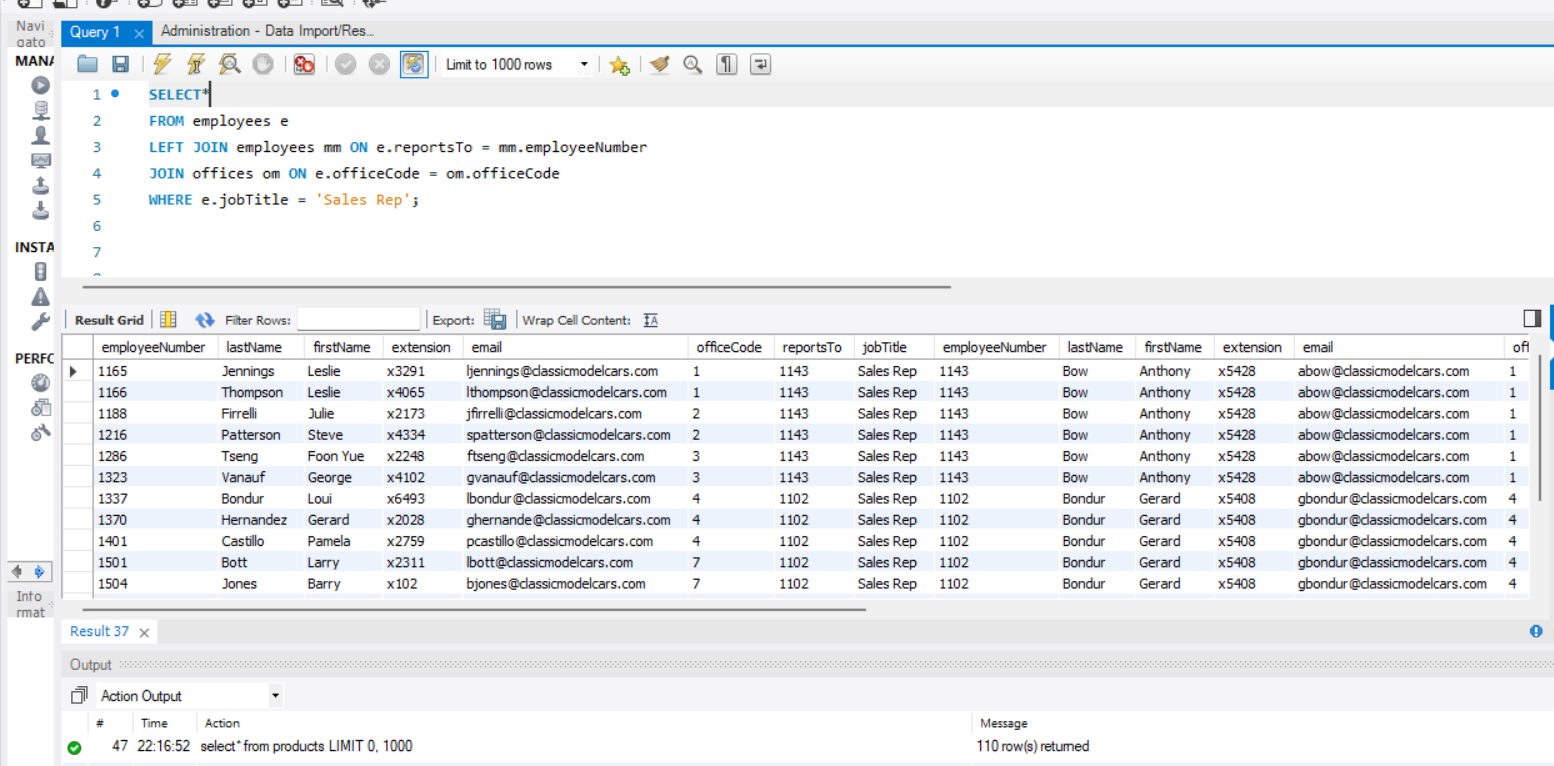 Navi
gato
Query 1
Administration - Data Import/Res...
MANA
Limit to 1000 rows
1 SELECT*
2 FROM employees e
3 LEFT JOIN employees mm ON e.reportsTo = mm.employeeNumber
4 JOIN offices om ON e.officeCode = om.officeCode
5 WHERE e.jobTitle = 'Sales Rep';
6
7
INSTA
Result Grid Filter Rows: Export: Wrap Cell Content: IA
PERFC
employeeNumber lastName firstName extension email officeCode reportsTo jobTitle employeeNumber lastName firstName extension email off
1165 Jennings Leslie x3291 ljennings@classicmodelcars.com 1 1143 Sales Rep 1143 Bow Anthony x5428 abow@classicmodelcars.com 1
1166 Thompson Leslie x4065 lthompson@classicmodelcars.com 1 1143 Sales Rep 1143 Bow Anthony x5428 abow@classicmodelcars.com 1
1188 Firrelli Julie x2173 jfirrelli@classicmodelcars.com 2 1143 Sales Rep 1143 Bow Anthony x5428 abow@classicmodelcars.com 1
1216 Patterson Steve x4334 spatterson@classicmodelcars.com 2 1143 Sales Rep 1143 Bow Anthony x5428 abow@classicmodelcars.com 1
1286 Tseng Foon Yue x2248 ftseng@classicmodelcars.com 3 1143 Sales Rep 1143 Bow Anthony x5428 abow@classicmodelcars.com 1
1323 Vanauf George x4102 gvanauf@classicmodelcars.com 3 1143 Sales Rep 1143 Bow Anthony x5428 abow@classicmodelcars.com 1
1337 Bondur Loui x6493 lbondur@classicmodelcars.com 4 1102 Sales Rep 1102 Bondur Gerard x5408 gbondur@classicmodelcars.com 4
1370 Hernandez Gerard x2028 ghernande@classicmodelcars.com 4 1102 Sales Rep 1102 Bondur Gerard x5408 gbondur@classicmodelcars.com 4
1401 Castillo Pamela x2759 pcastillo@classicmodelcars.com 4 1102 Sales Rep 1102 Bondur Gerard x5408 gbondur@classicmodelcars.com 4
1501 Bott Larry x2311 lbott@classicmodelcars.com 7 1102 Sales Rep 1102 Bondur Gerard x5408 gbondur@classicmodelcars.com 4
1504 Jones Barry x102 bjones@classicmodelcars.com 7 1102 Sales Rep 1102 Bondur Gerard x5408 gbondur@classicmodelcars.com 4
Info
rmat
Result 37
Output
Action Output
# Time Action Message
47 22:16:52 select* from products LIMIT 0, 1000 110 row(s) returned